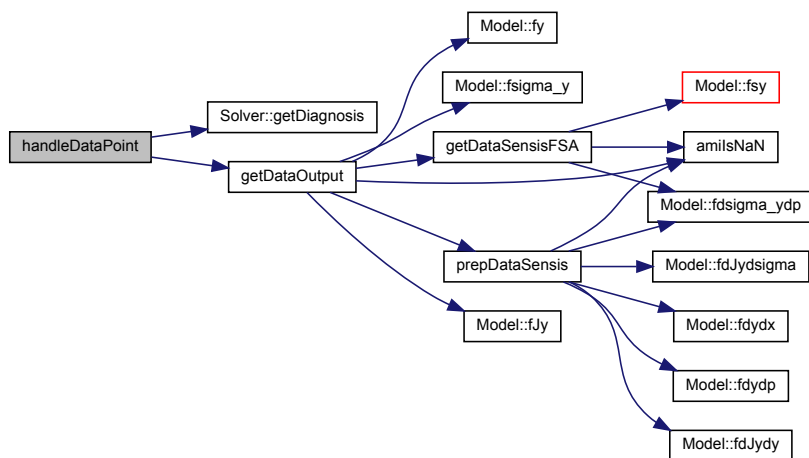 Model::fy
Model::fsigma_y
Model::fsy
Solver::getDiagnosis
handleDataPoint
getDataSensisFSA
amiIsNaN
getDataOutput
Model::fdsigma_ydp
prepDataSensis
Model::fdJydsigma
Model::fJy
Model::fdydx
Model::fdydp
Model::fdJydy